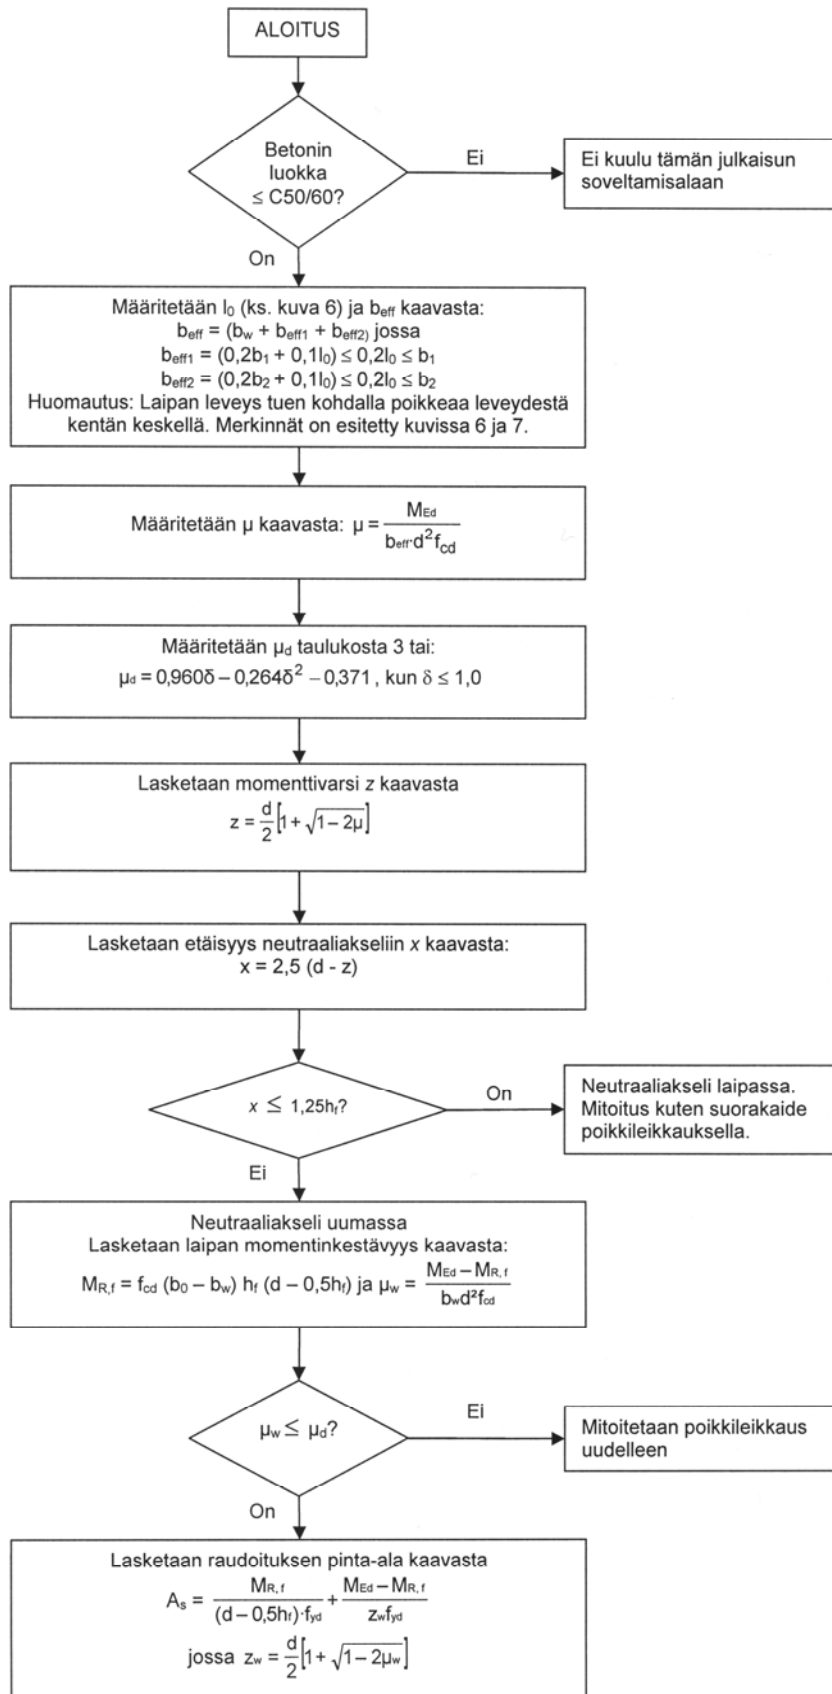 ALOITUS
Betonin
luokka
≤ C50/60?
Ei
Ei kuulu tämän julkaisun
soveltamisalaan
On
Määritetään l₀ (ks. kuva 6) ja b_eff kaavasta:
b_eff = (b_w + b_eff1 + b_eff2) jossa
b_eff1 = (0,2b₁ + 0,1l₀) ≤ 0,2l₀ ≤ b₁
b_eff2 = (0,2b₂ + 0,1l₀) ≤ 0,2l₀ ≤ b₂
Huomautus: Laipan leveys tuen kohdalla poikkeaa leveydestä
kentän keskellä. Merkinnät on esitetty kuvissa 6 ja 7.
Määritetään µ kaavasta: µ = M_Ed / (b_eff·d² f_cd)
Määritetään µ_d taulukosta 3 tai:
µ_d = 0,960δ – 0,264δ² – 0,371 , kun δ ≤ 1,0
Lasketaan momenttivarsi z kaavasta
z = d/2 [1 + √(1 – 2µ)]
Lasketaan etäisyys neutraaliakseliin x kaavasta:
x = 2,5 (d - z)
x ≤ 1,25h_f?
On
Neutraaliakseli laipassa.
Mitoitus kuten suorakaide
poikkileikkauksella.
Ei
Neutraaliakseli uumassa
Lasketaan laipan momentinkestävyys kaavasta:
M_R,f = f_cd (b₀ – b_w) h_f (d – 0,5h_f) ja µ_w = (M_Ed – M_R,f) / (b_w d² f_cd)
µ_w ≤ µ_d?
Ei
Mitoitetaan poikkileikkaus
uudelleen
On
Lasketaan raudoituksen pinta-ala kaavasta
A_s = M_R,f / ((d – 0,5h_f)·f_yd) + (M_Ed – M_R,f) / (z_w f_yd)
jossa z_w = d/2 [1 + √(1 – 2µ_w)]